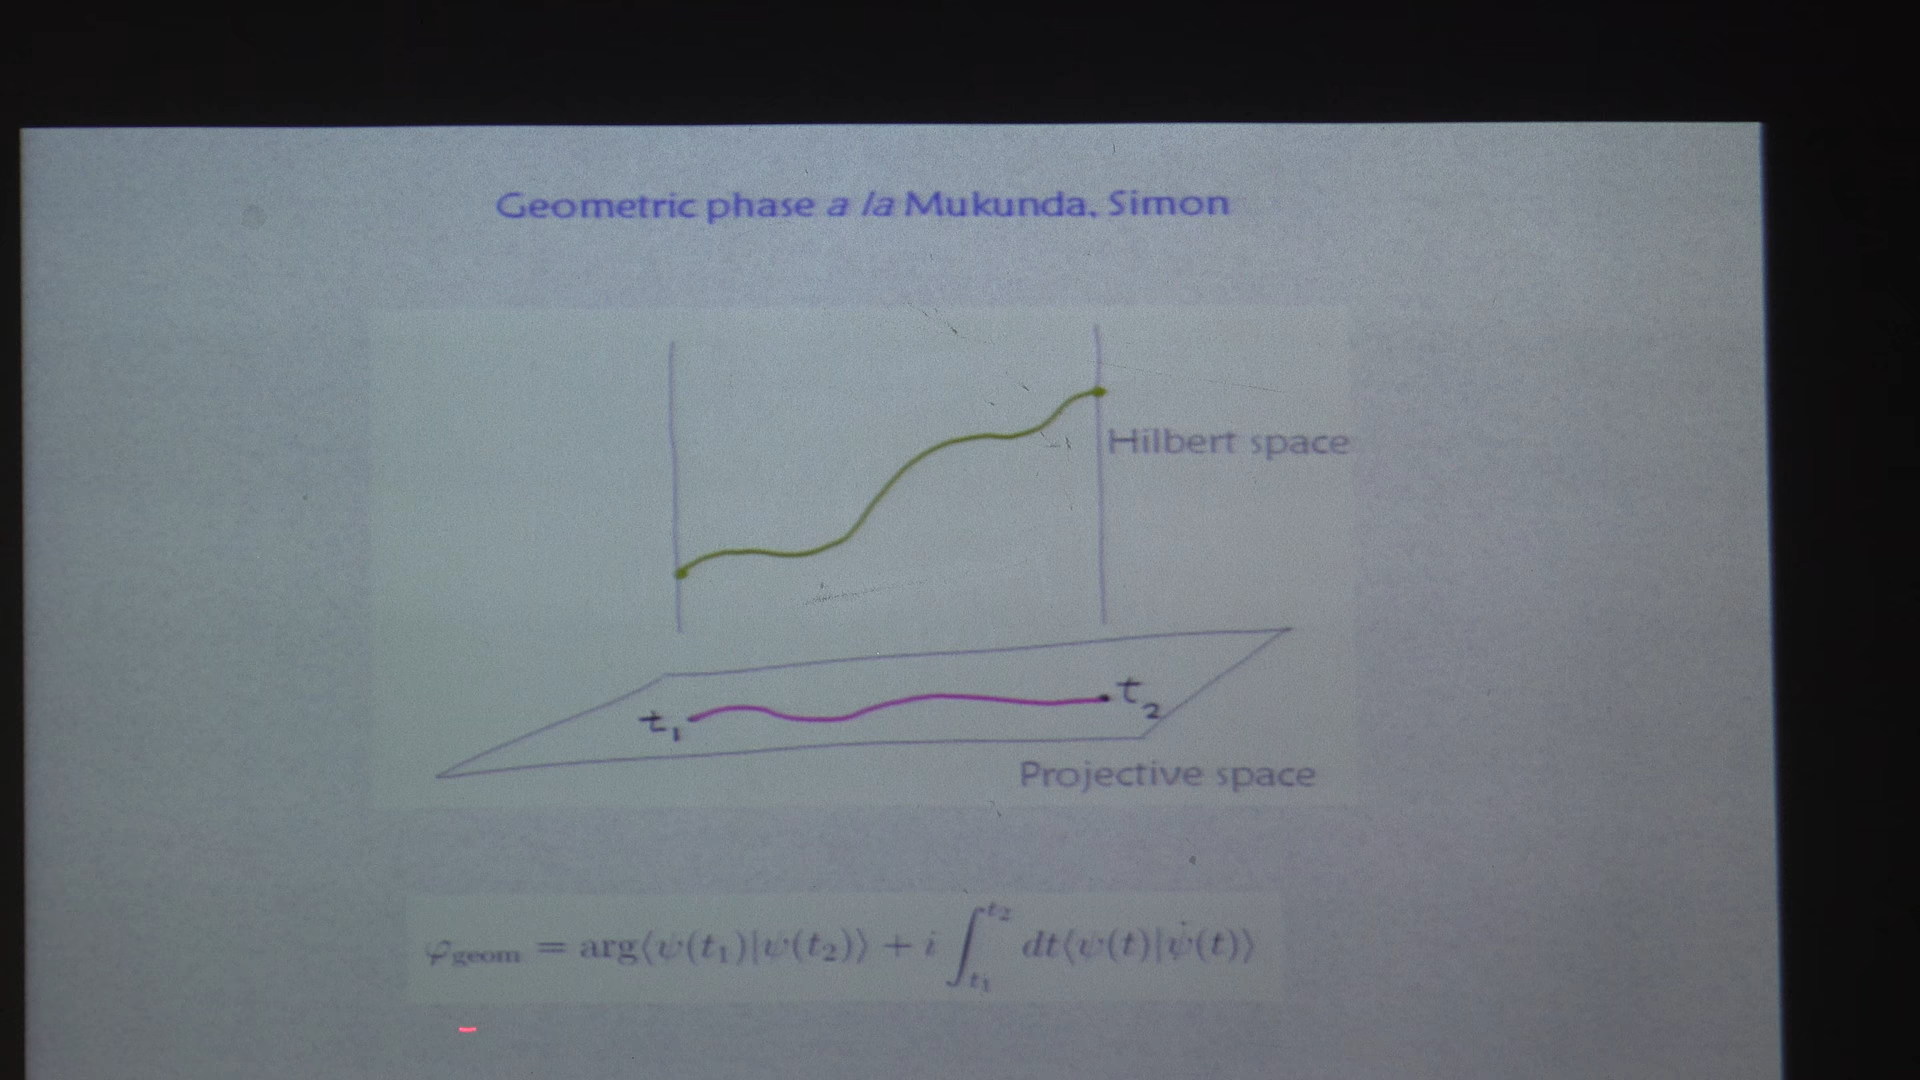 Geometric phase a la Mukunda, Simon
Hilbert space
t₁
t₂
Projective space
φ_geom = arg⟨ψ(t₁)|ψ(t₂)⟩ + i ∫_{t₁}^{t₂} dt⟨ψ(t)|ψ̇(t)⟩